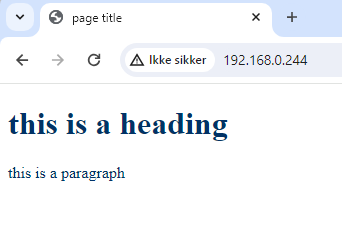 page title
Ikke sikker
192.168.0.244
this is a heading
this is a paragraph